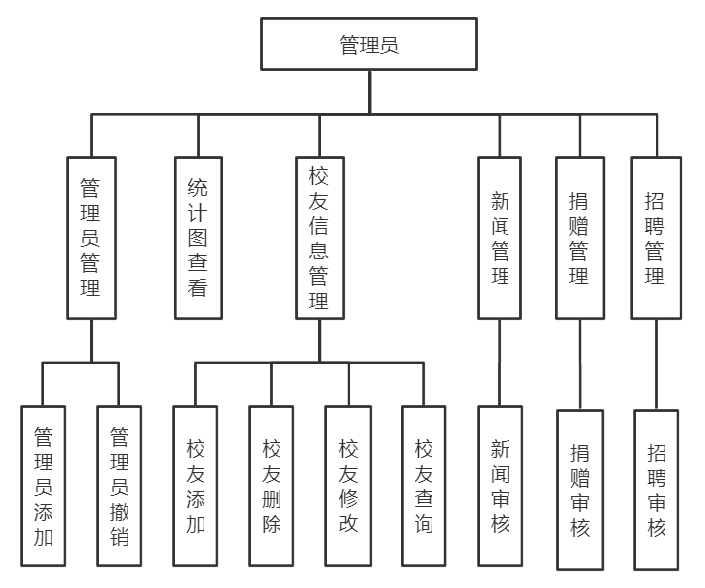 管理员
管理员管理
统计图查看
校友信息管理
新闻管理
捐赠管理
招聘管理
管理员添加
管理员撤销
校友添加
校友删除
校友修改
校友查询
新闻审核
捐赠审核
招聘审核